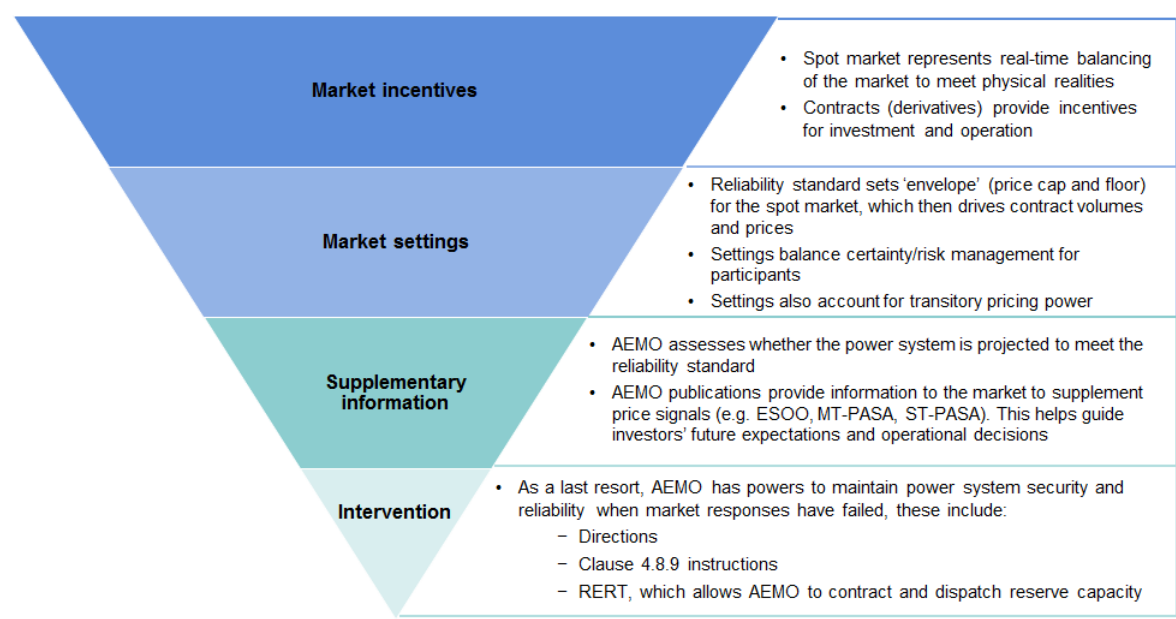 Market incentives
• Spot market represents real-time balancing
of the market to meet physical realities
• Contracts (derivatives) provide incentives
for investment and operation
Market settings
• Reliability standard sets ‘envelope’ (price cap and floor)
for the spot market, which then drives contract volumes
and prices
• Settings balance certainty/risk management for
participants
• Settings also account for transitory pricing power
Supplementary
information
• AEMO assesses whether the power system is projected to meet the
reliability standard
• AEMO publications provide information to the market to supplement
price signals (e.g. ESOO, MT-PASA, ST-PASA). This helps guide
investors’ future expectations and operational decisions
Intervention
• As a last resort, AEMO has powers to maintain power system security and
reliability when market responses have failed, these include:
− Directions
− Clause 4.8.9 instructions
− RERT, which allows AEMO to contract and dispatch reserve capacity